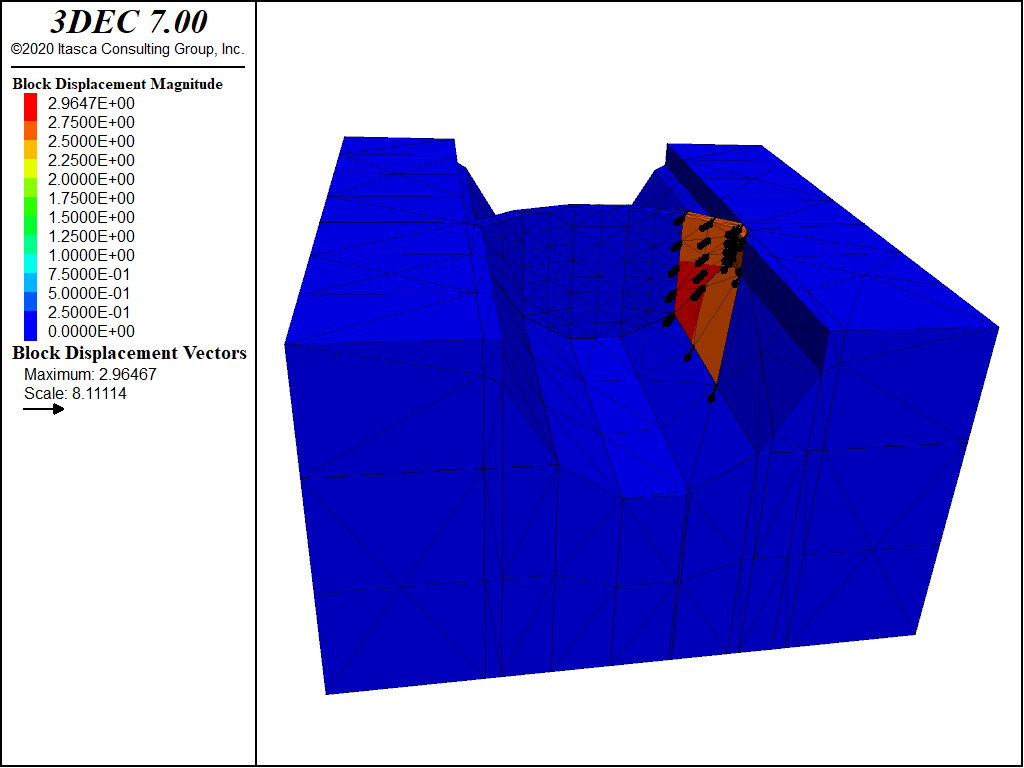 3DEC 7.00
©2020 Itasca Consulting Group, Inc.
Block Displacement Magnitude
2.9647E+00
2.7500E+00
2.5000E+00
2.2500E+00
2.0000E+00
1.7500E+00
1.5000E+00
1.2500E+00
1.0000E+00
7.5000E-01
5.0000E-01
2.5000E-01
0.0000E+00
Block Displacement Vectors
Maximum: 2.96467
Scale: 8.11114